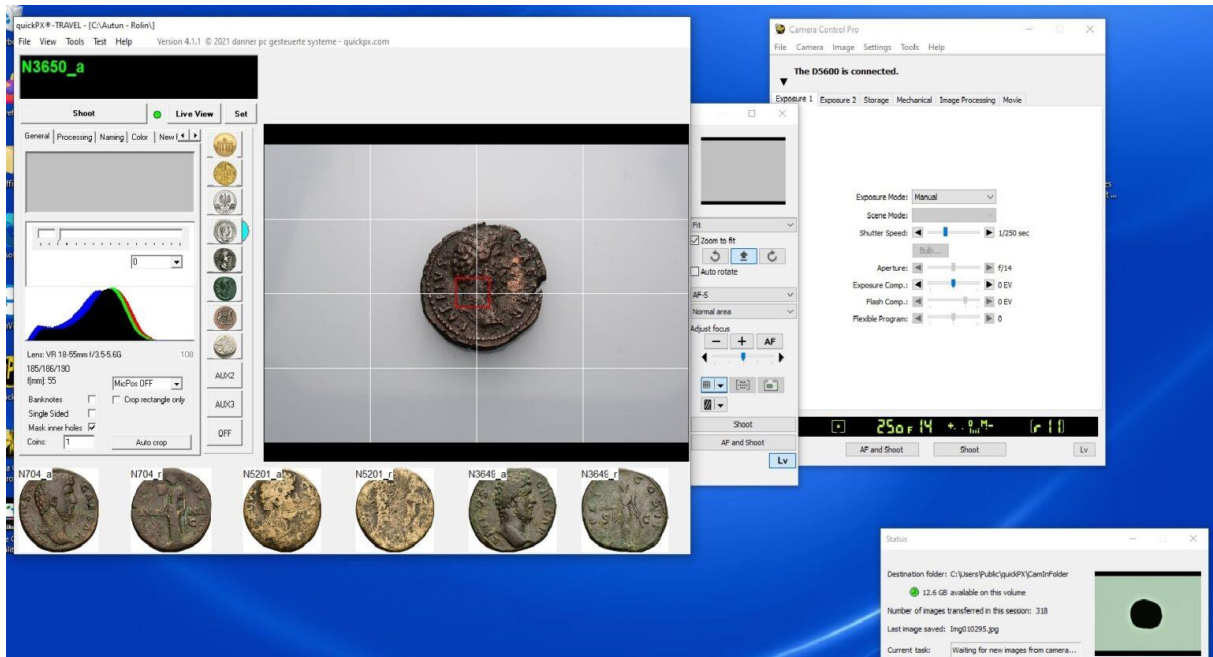 quickPX®-TRAVEL - [C:\Autun - Rolin\]
File View Tools Test Help Version 4.1.1 © 2021 danner pc gesteuerte systeme - quickpx.com
N3650_a
Shoot Live View Set
General Processing Naming Color New
0
Lens: VR 18-55mm f/3.5-5.6G 108
185/186/190
f[mm]: 55
MicPos OFF
Banknotes Crop rectangle only
Single Sided
Mask inner holes
Coins: 1 Auto crop
AUX2
AUX3
OFF
N704_a N704_r N5201_a N5201_r N3649_a N3649_r
Fit
Zoom to fit
Auto rotate
AF-S
Normal area
Adjust focus
− + AF
Shoot
AF and Shoot
Lv
Camera Control Pro
File Camera Image Settings Tools Help
The D5600 is connected.
Exposure 1 Exposure 2 Storage Mechanical Image Processing Movie
Exposure Mode: Manual
Scene Mode:
Shutter Speed: 1/250 sec
Bulb...
Aperture: f/14
Exposure Comp.: 0 EV
Flash Comp.: 0 EV
Flexible Program: 0
250 F 14 (r 11)
AF and Shoot Shoot Lv
Status
Destination folder: C:\Users\Public\quickPX\CamInFolder
12.6 GB available on this volume
Number of images transferred in this session: 318
Last image saved: Img010295.jpg
Current task: Waiting for new images from camera...